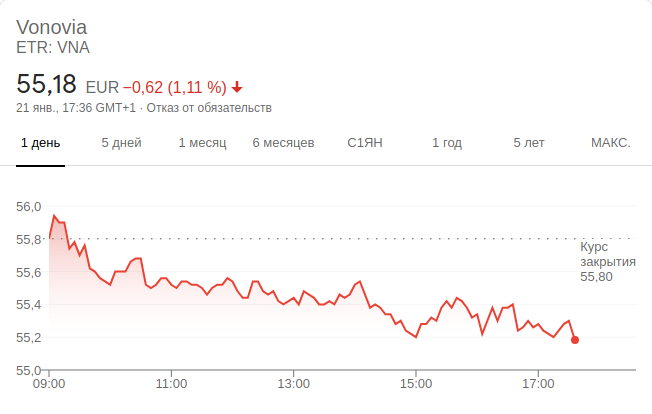 Vonovia
ETR: VNA
55,18 EUR −0,62 (1,11 %)
21 янв., 17:36 GMT+1 · Отказ от обязательств
1 день 5 дней 1 месяц 6 месяцев С1ЯН 1 год 5 лет МАКС.
56,0
55,8
Курс
закрытия
55,80
55,6
55,4
55,2
55,0
09:00 11:00 13:00 15:00 17:00